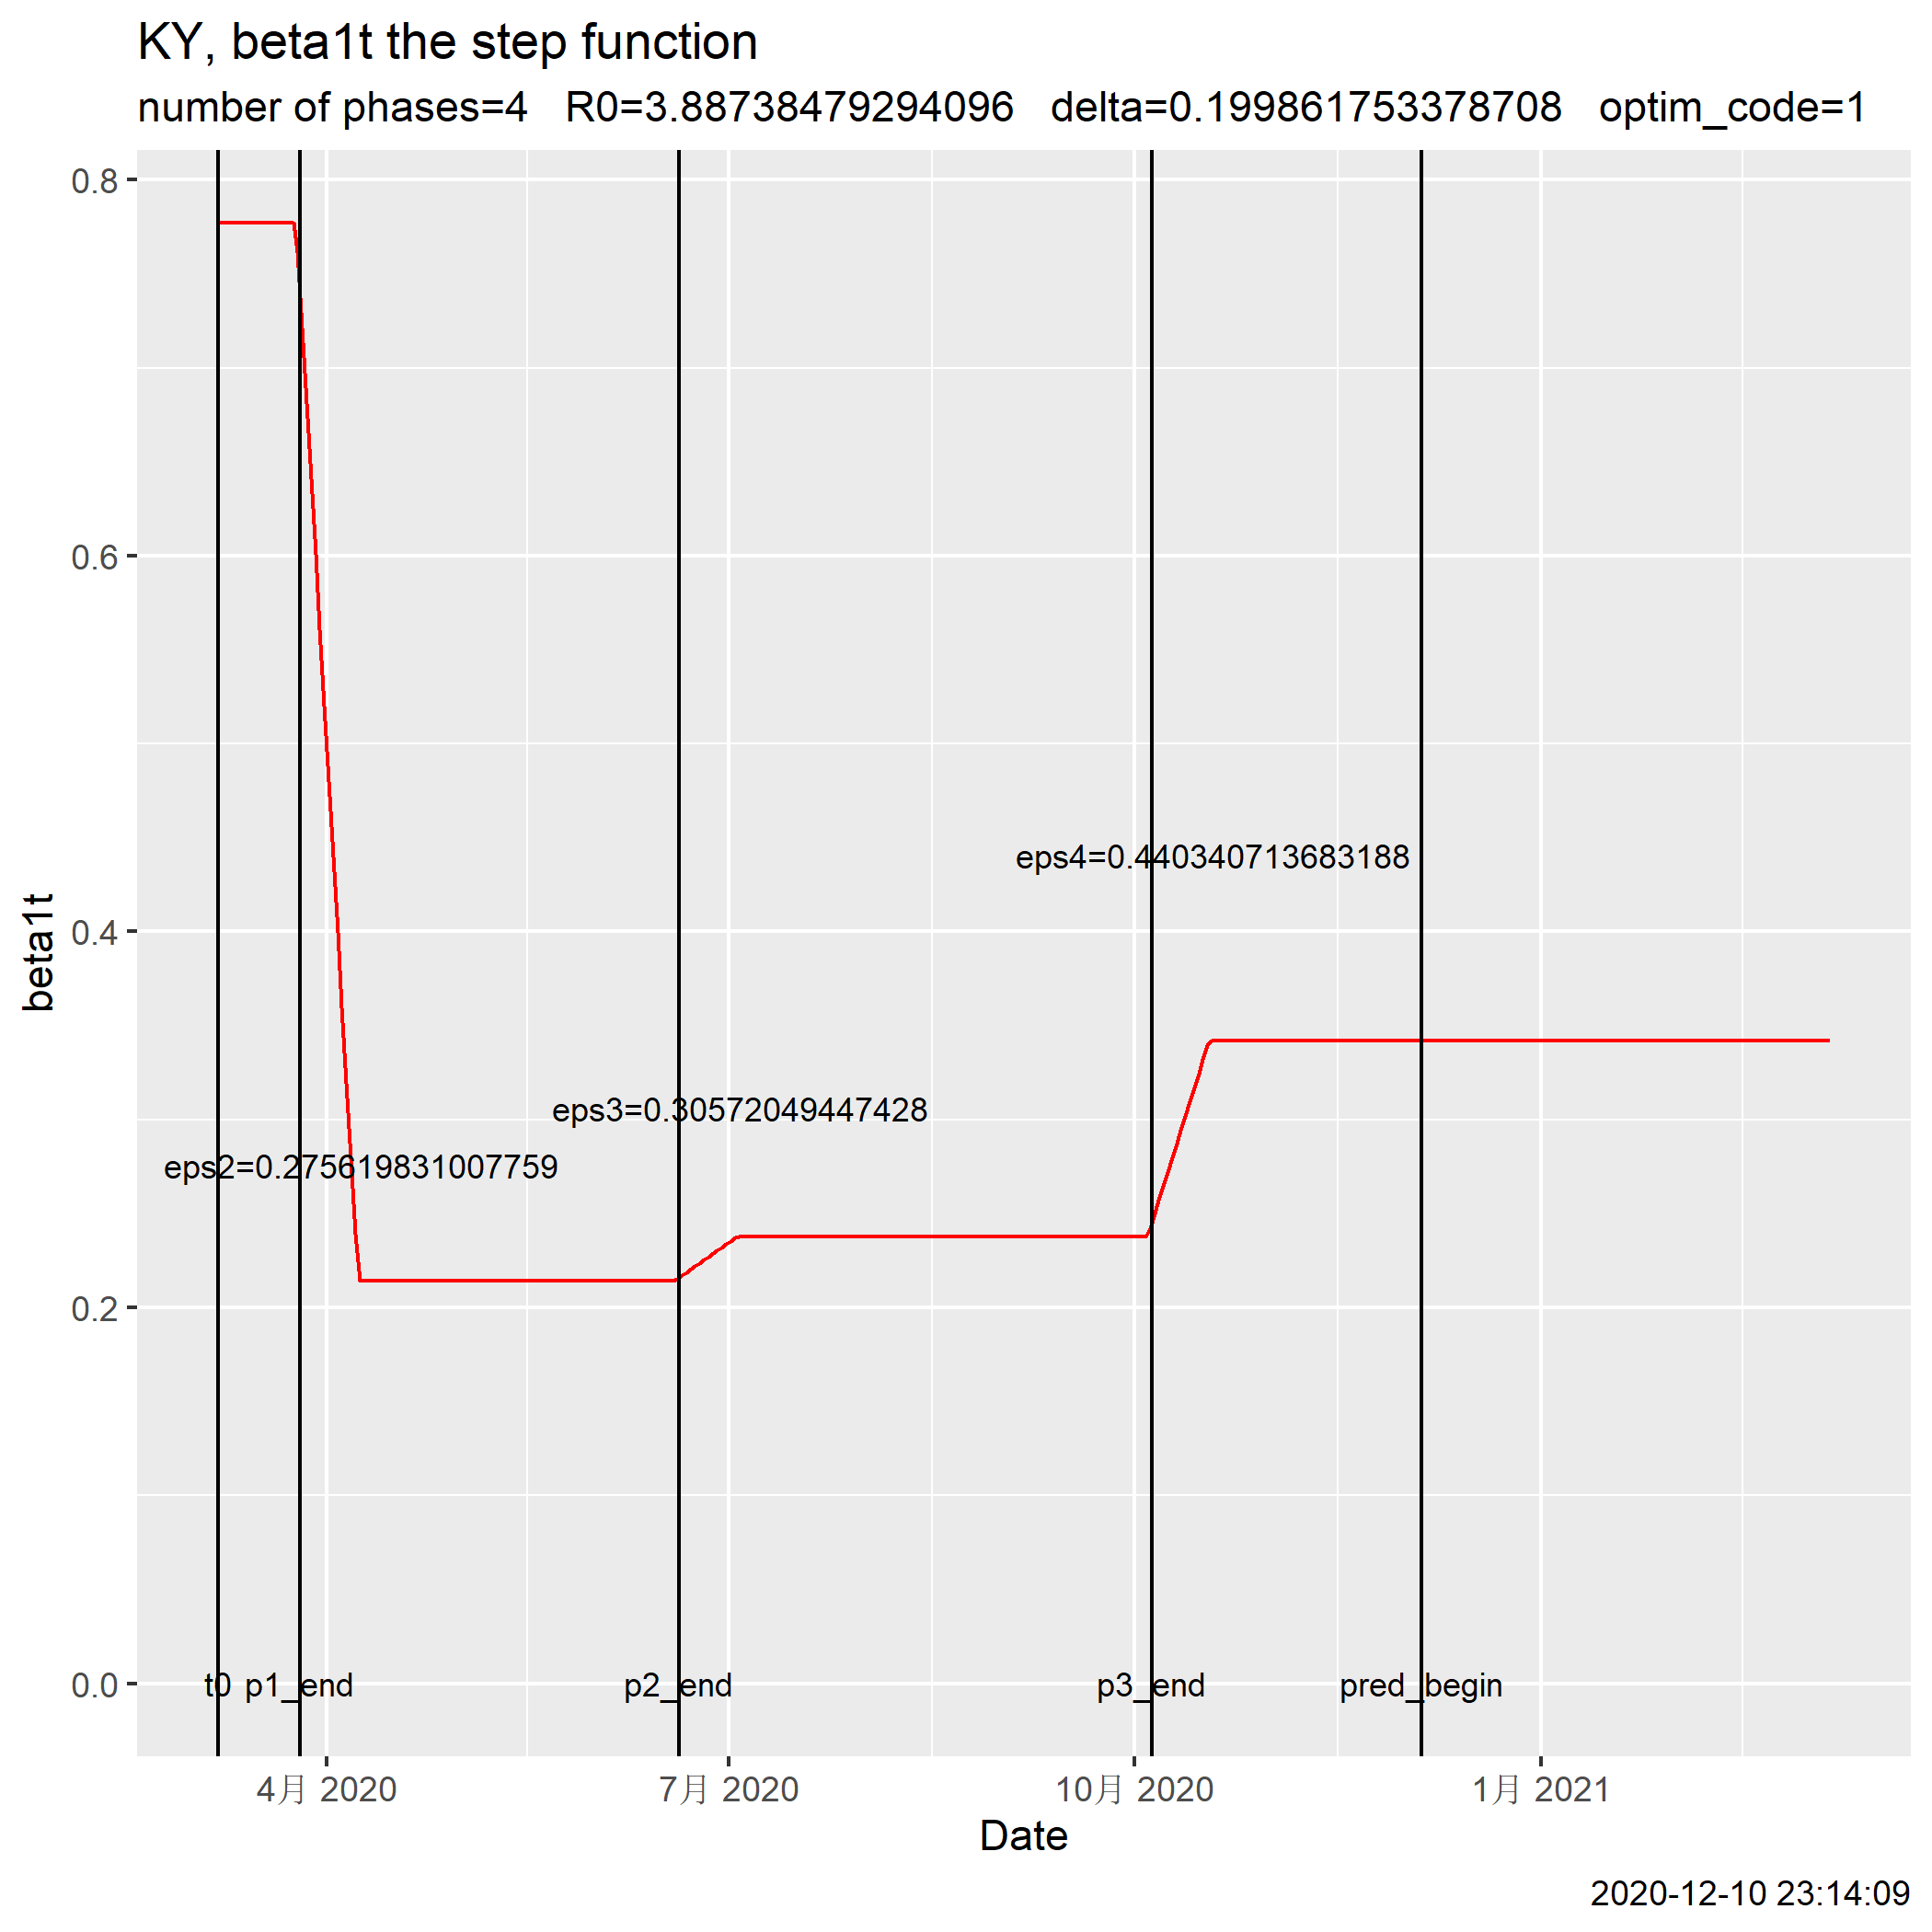 KY, beta1t the step function
number of phases=4   R0=3.88738479294096   delta=0.199861753378708   optim_code=1
0.8
0.6
0.4
0.2
0.0
beta1t
eps4=0.440340713683188
eps3=0.30572049447428
eps2=0.275619831007759
t0 p1_end p2_end p3_end pred_begin
4月 2020 7月 2020 10月 2020 1月 2021
Date
2020-12-10 23:14:09